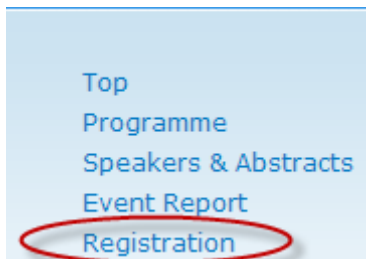 Top
Programme
Speakers & Abstracts
Event Report
Registration